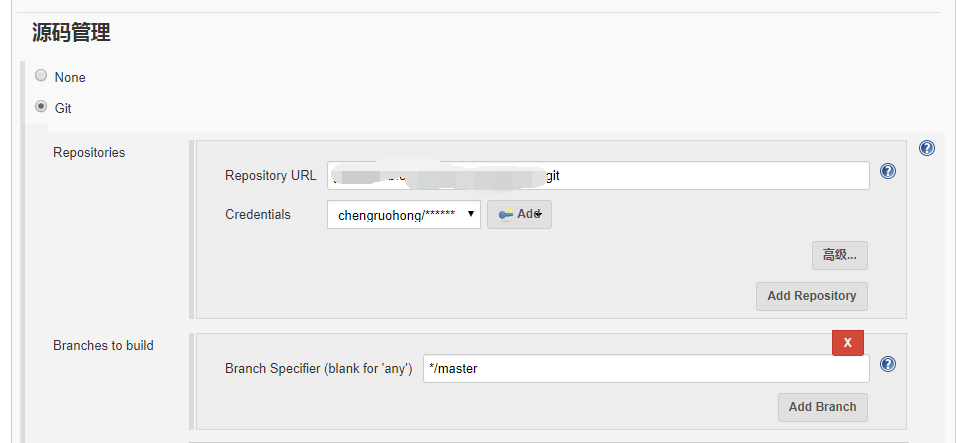 源码管理
None
Git
Repositories
Repository URL git
Credentials chengruohong/****** Add
高级...
Add Repository
Branches to build
X
Branch Specifier (blank for 'any') */master
Add Branch